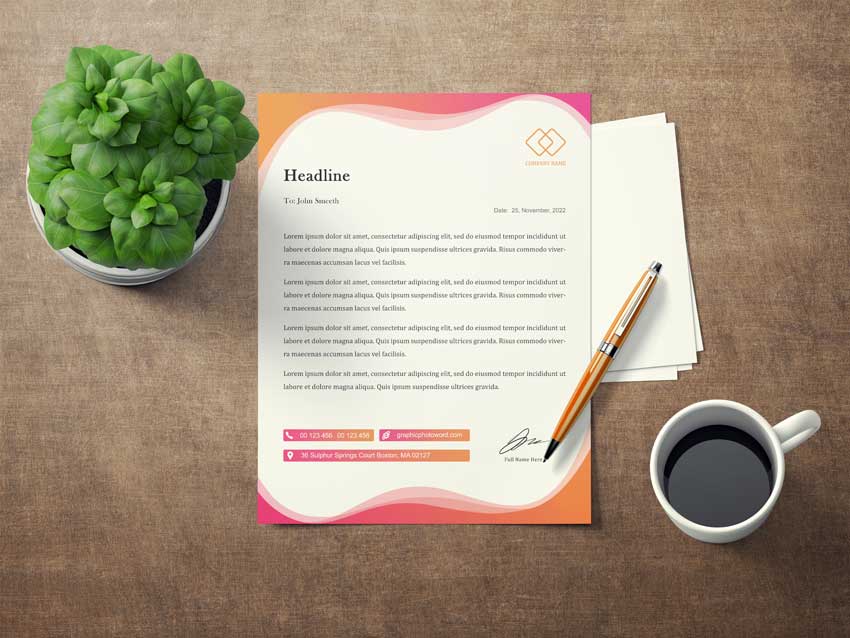 COMPANY NAME
Headline
To: John Smeeth
Date: 25, November, 2022
Lorem ipsum dolor sit amet, consectetur adipiscing elit, sed do eiusmod tempor incididunt ut
labore et dolore magna aliqua. Quis ipsum suspendisse ultrices gravida. Risus commodo viver-
ra maecenas accumsan lacus vel facilisis.
Lorem ipsum dolor sit amet, consectetur adipiscing elit, sed do eiusmod tempor incididunt ut
labore et dolore magna aliqua. Quis ipsum suspendisse ultrices gravida. Risus commodo viver-
ra maecenas accumsan lacus vel facilisis.
Lorem ipsum dolor sit amet, consectetur adipiscing elit, sed do eiusmod tempor incididunt ut
labore et dolore magna aliqua. Quis ipsum suspendisse ultrices gravida. Risus commodo viver-
ra maecenas accumsan lacus vel facilisis.
Lorem ipsum dolor sit amet, consectetur adipiscing elit, sed do eiusmod tempor incididunt ut
labore et dolore magna aliqua. Quis ipsum suspendisse ultrices gravida.
00 123 456 . 00 123 456 graphicphotoword.com
36 Sulphur Springs Court Boston, MA 02127
Full Name Here